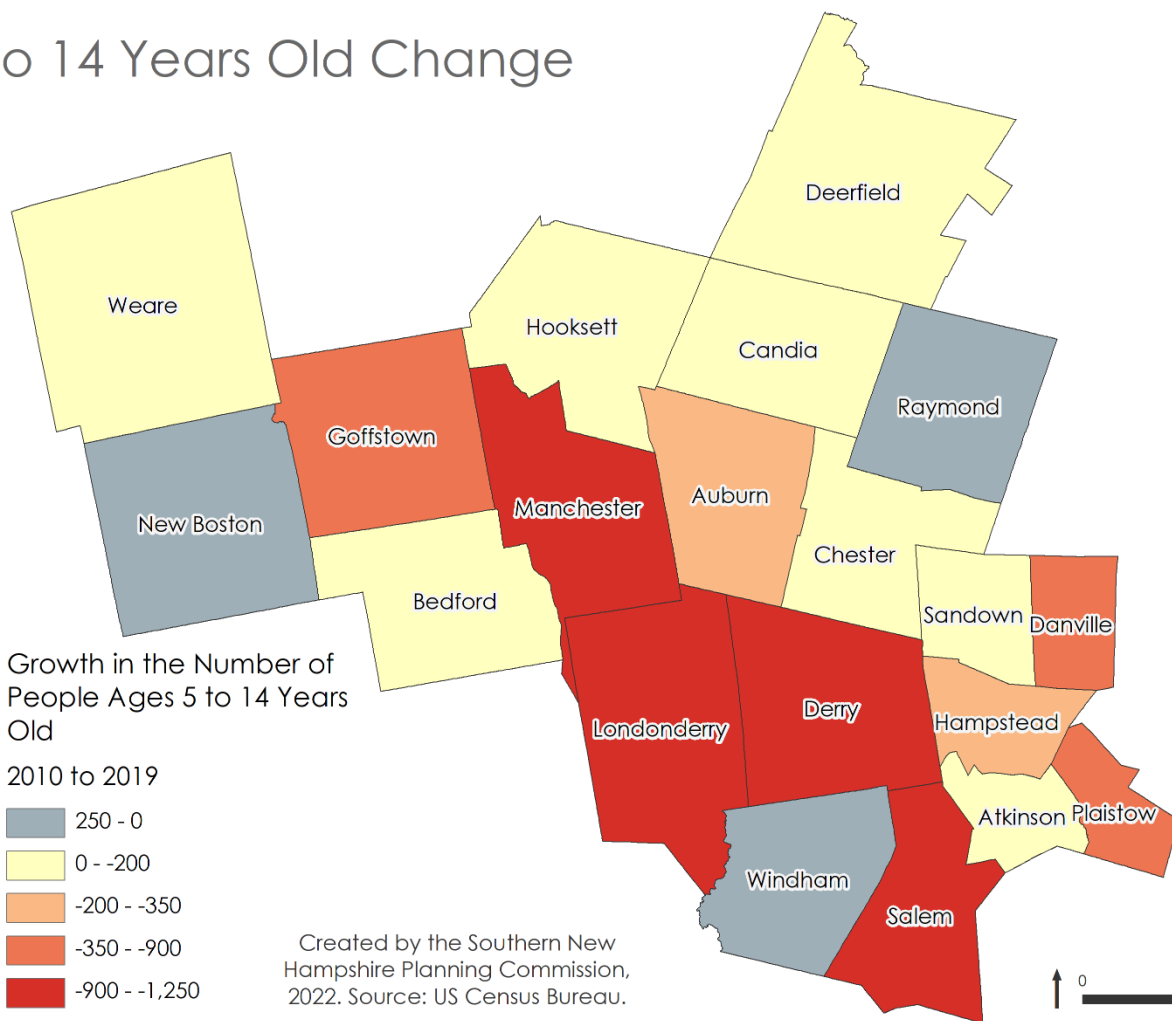 o 14 Years Old Change
Deerfield
Weare
Hooksett
Candia
Raymond
Goffstown
Auburn
Manchester
New Boston
Chester
Bedford
Sandown
Danville
Growth in the Number of
People Ages 5 to 14 Years
Old
2010 to 2019
250 - 0
0 - -200
-200 - -350
-350 - -900
-900 - -1,250
Londonderry
Derry
Hampstead
Atkinson
Plaistow
Windham
Salem
Created by the Southern New
Hampshire Planning Commission,
2022. Source: US Census Bureau.
0